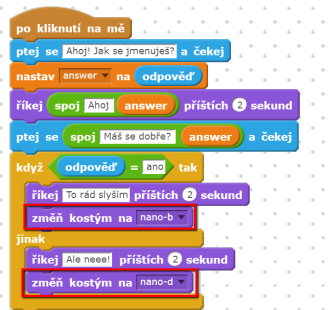 po kliknutí na mě
ptej se Ahoj! Jak se jmenuješ? a čekej
nastav answer na odpověď
říkej spoj Ahoj answer příštích 2 sekund
ptej se spoj Máš se dobře? answer a čekej
když odpověď = ano tak
říkej To rád slyším příštích 2 sekund
změň kostým na nano-b
jinak
říkej Ale neee! příštích 2 sekund
změň kostým na nano-d